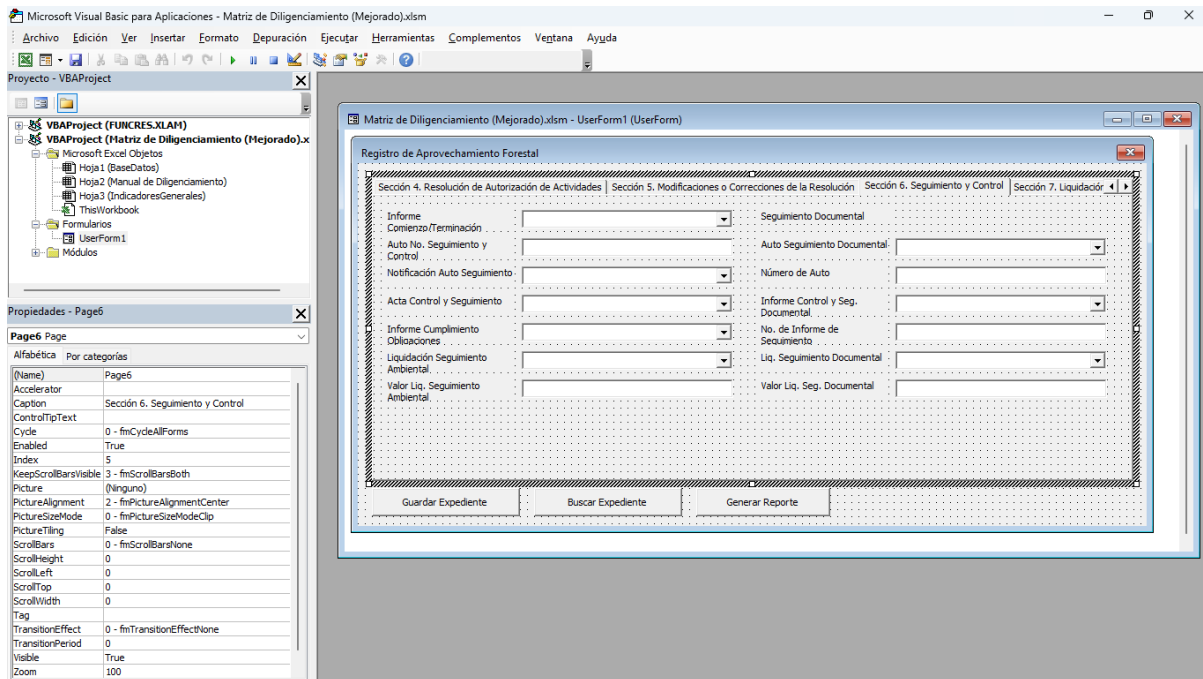 Microsoft Visual Basic para Aplicaciones - Matriz de Diligenciamiento (Mejorado).xlsm
Archivo Edición Ver Insertar Formato Depuración Ejecutar Herramientas Complementos Ventana Ayuda
Proyecto - VBAProject
VBAProject (FUNCRES.XLAM)
VBAProject (Matriz de Diligenciamiento (Mejorado).x
Microsoft Excel Objetos
Hoja1 (BaseDatos)
Hoja2 (Manual de Diligenciamiento)
Hoja3 (IndicadoresGenerales)
ThisWorkbook
Formularios
UserForm1
Módulos
Propiedades - Page6
Page6 Page
Alfabética Por categorías
(Name) Page6
Accelerator
Caption Sección 6. Seguimiento y Control
ControlTipText
Cycle 0 - fmCycleAllForms
Enabled True
Index 5
KeepScrollBarsVisible 3 - fmScrollBarsBoth
Picture (Ninguno)
PictureAlignment 2 - fmPictureAlignmentCenter
PictureSizeMode 0 - fmPictureSizeModeClip
PictureTiling False
ScrollBars 0 - fmScrollBarsNone
ScrollHeight 0
ScrollLeft 0
ScrollTop 0
ScrollWidth 0
Tag
TransitionEffect 0 - fmTransitionEffectNone
TransitionPeriod 0
Visible True
Zoom 100
Matriz de Diligenciamiento (Mejorado).xlsm - UserForm1 (UserForm)
Registro de Aprovechamiento Forestal
Sección 4. Resolución de Autorización de Actividades Sección 5. Modificaciones o Correcciones de la Resolución Sección 6. Seguimiento y Control Sección 7. Liquidación
Informe
Comienzo/Terminación
Auto No. Seguimiento y
Control
Notificación Auto Seguimiento
Acta Control y Seguimiento
Informe Cumplimiento
Obligaciones
Liquidación Seguimiento
Ambiental
Valor Liq. Seguimiento
Ambiental
Seguimiento Documental
Auto Seguimiento Documental
Número de Auto
Informe Control y Seg.
Documental
No. de Informe de
Seguimiento
Liq. Seguimiento Documental
Valor Liq. Seg. Documental
Guardar Expediente Buscar Expediente Generar Reporte